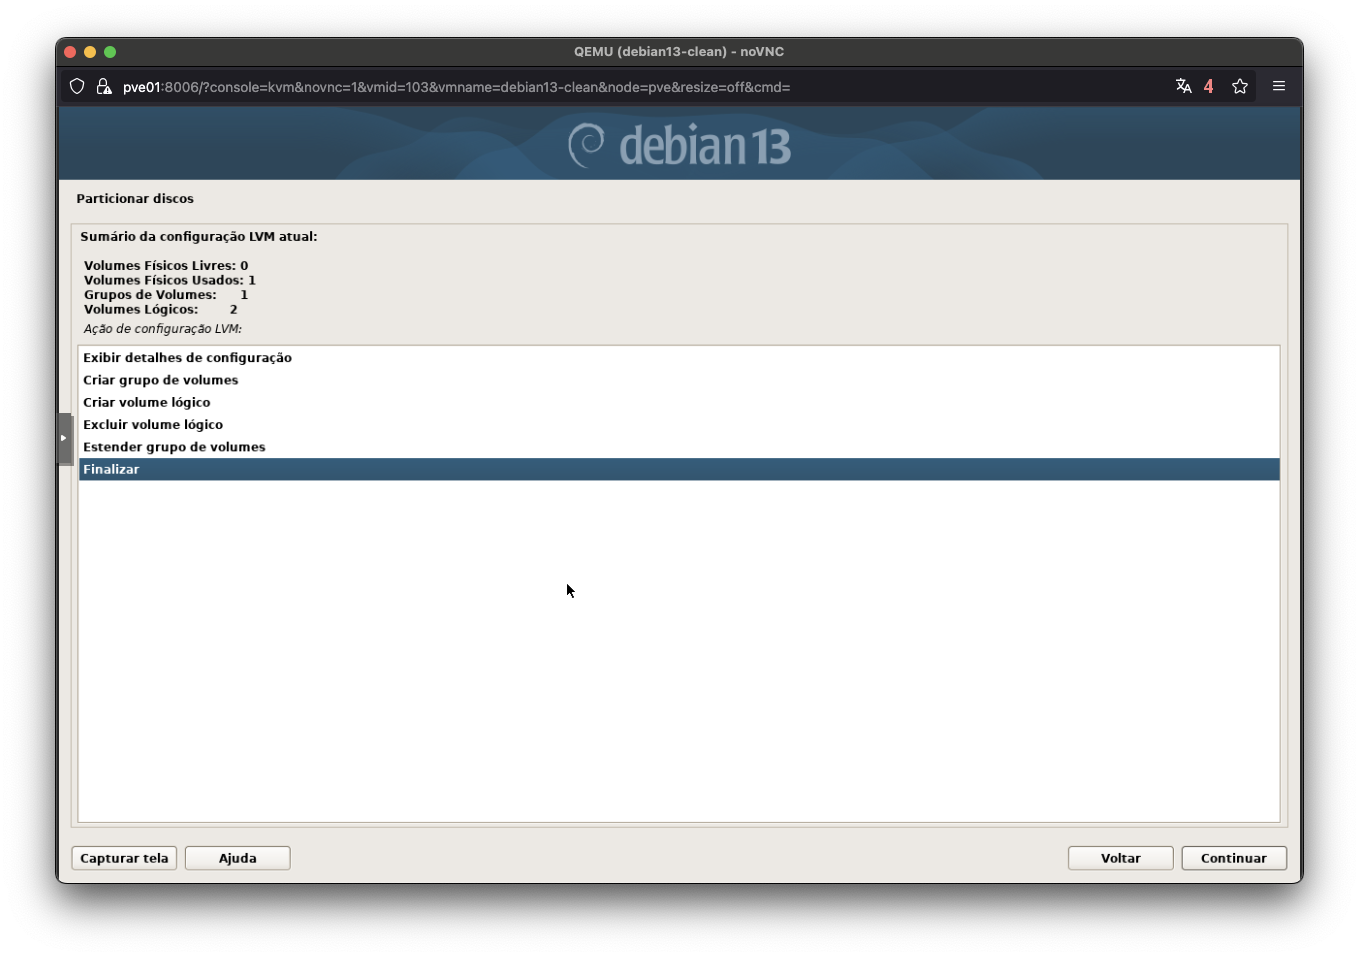 QEMU (debian13-clean) - noVNC
pve01:8006/?console=kvm&novnc=1&vmid=103&vmname=debian13-clean&node=pve&resize=off&cmd=
4
debian 13
Particionar discos
Sumário da configuração LVM atual:
Volumes Físicos Livres: 0
Volumes Físicos Usados: 1
Grupos de Volumes: 1
Volumes Lógicos: 2
Ação de configuração LVM:
Exibir detalhes de configuração
Criar grupo de volumes
Criar volume lógico
Excluir volume lógico
Estender grupo de volumes
Finalizar
Capturar tela Ajuda Voltar Continuar